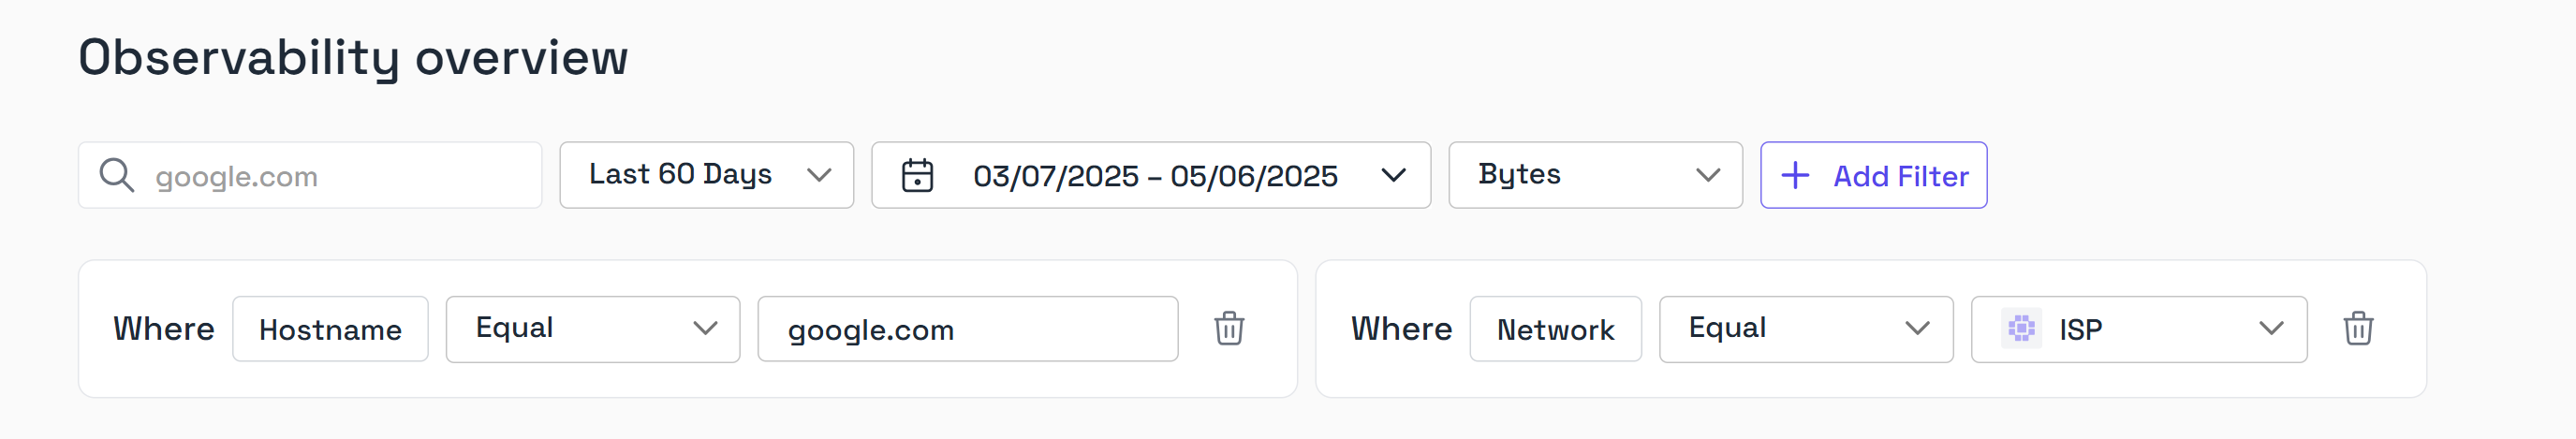 Observability overview
google.com Last 60 Days 03/07/2025 – 05/06/2025 Bytes + Add Filter
Where Hostname Equal google.com Where Network Equal ISP